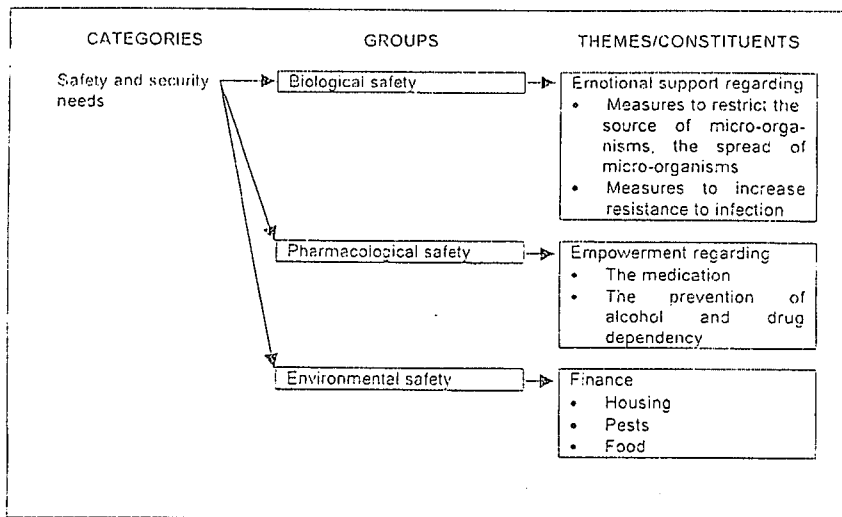 CATEGORIES GROUPS THEMES/CONSTITUENTS
Safety and security
needs
Biological safety
Emotional support regarding
• Measures to restrict the
source of micro-orga-
nisms, the spread of
micro-organisms
• Measures to increase
resistance to infection
Pharmacological safety
Empowerment regarding
• The medication
• The prevention of
alcohol and drug
dependency
Environmental safety
Finance
• Housing
• Pests
• Food